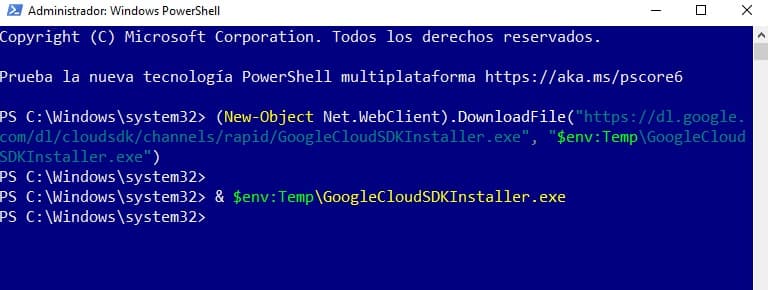 Administrador: Windows PowerShell
Copyright (C) Microsoft Corporation. Todos los derechos reservados.
Prueba la nueva tecnología PowerShell multiplataforma https://aka.ms/pscore6
PS C:\Windows\system32> (New-Object Net.WebClient).DownloadFile("https://dl.google.
com/dl/cloudsdk/channels/rapid/GoogleCloudSDKInstaller.exe", "$env:Temp\GoogleCloud
SDKInstaller.exe")
PS C:\Windows\system32>
PS C:\Windows\system32> & $env:Temp\GoogleCloudSDKInstaller.exe
PS C:\Windows\system32>